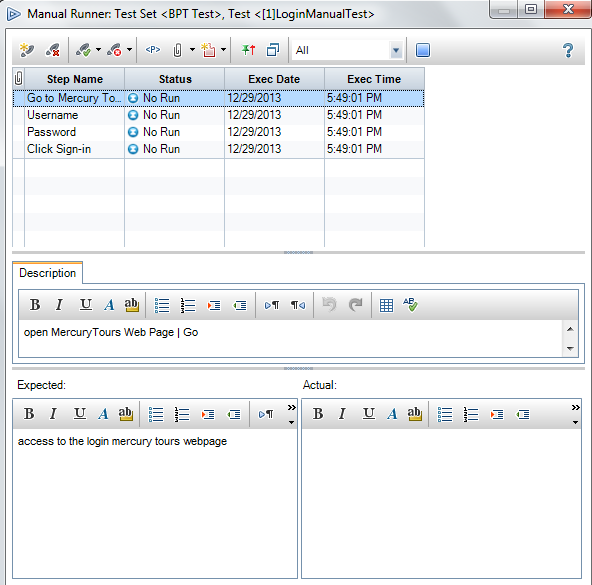 Manual Runner: Test Set <BPT Test>, Test <[1]LoginManualTest>
<P> All ?
Step Name Status Exec Date Exec Time
Go to Mercury To... No Run 12/29/2013 5:49:01 PM
Username No Run 12/29/2013 5:49:01 PM
Password No Run 12/29/2013 5:49:01 PM
Click Sign-in No Run 12/29/2013 5:49:01 PM
Description
B I U A ab
open MercuryTours Web Page | Go
Expected: Actual:
B I U A ab B I U A ab
access to the login mercury tours webpage